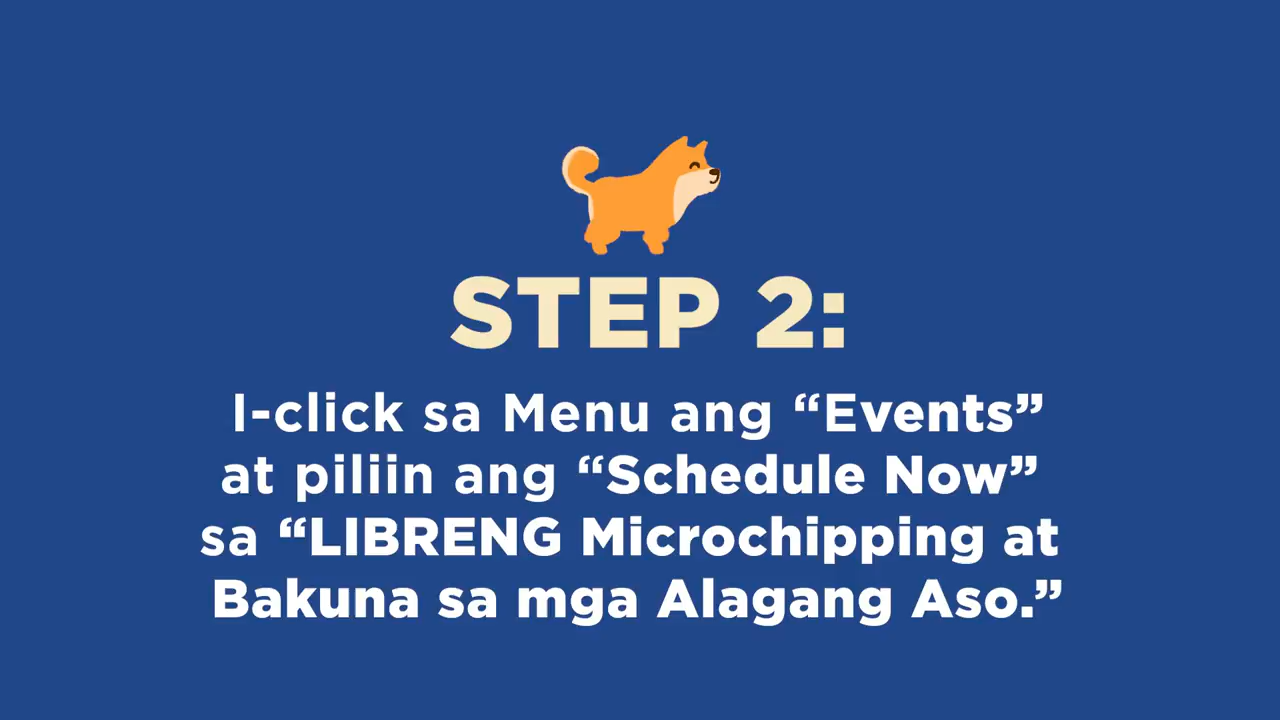 STEP 2:
I-click sa Menu ang “Events”
at piliin ang “Schedule Now”
sa “LIBRENG Microchipping at
Bakuna sa mga Alagang Aso.”